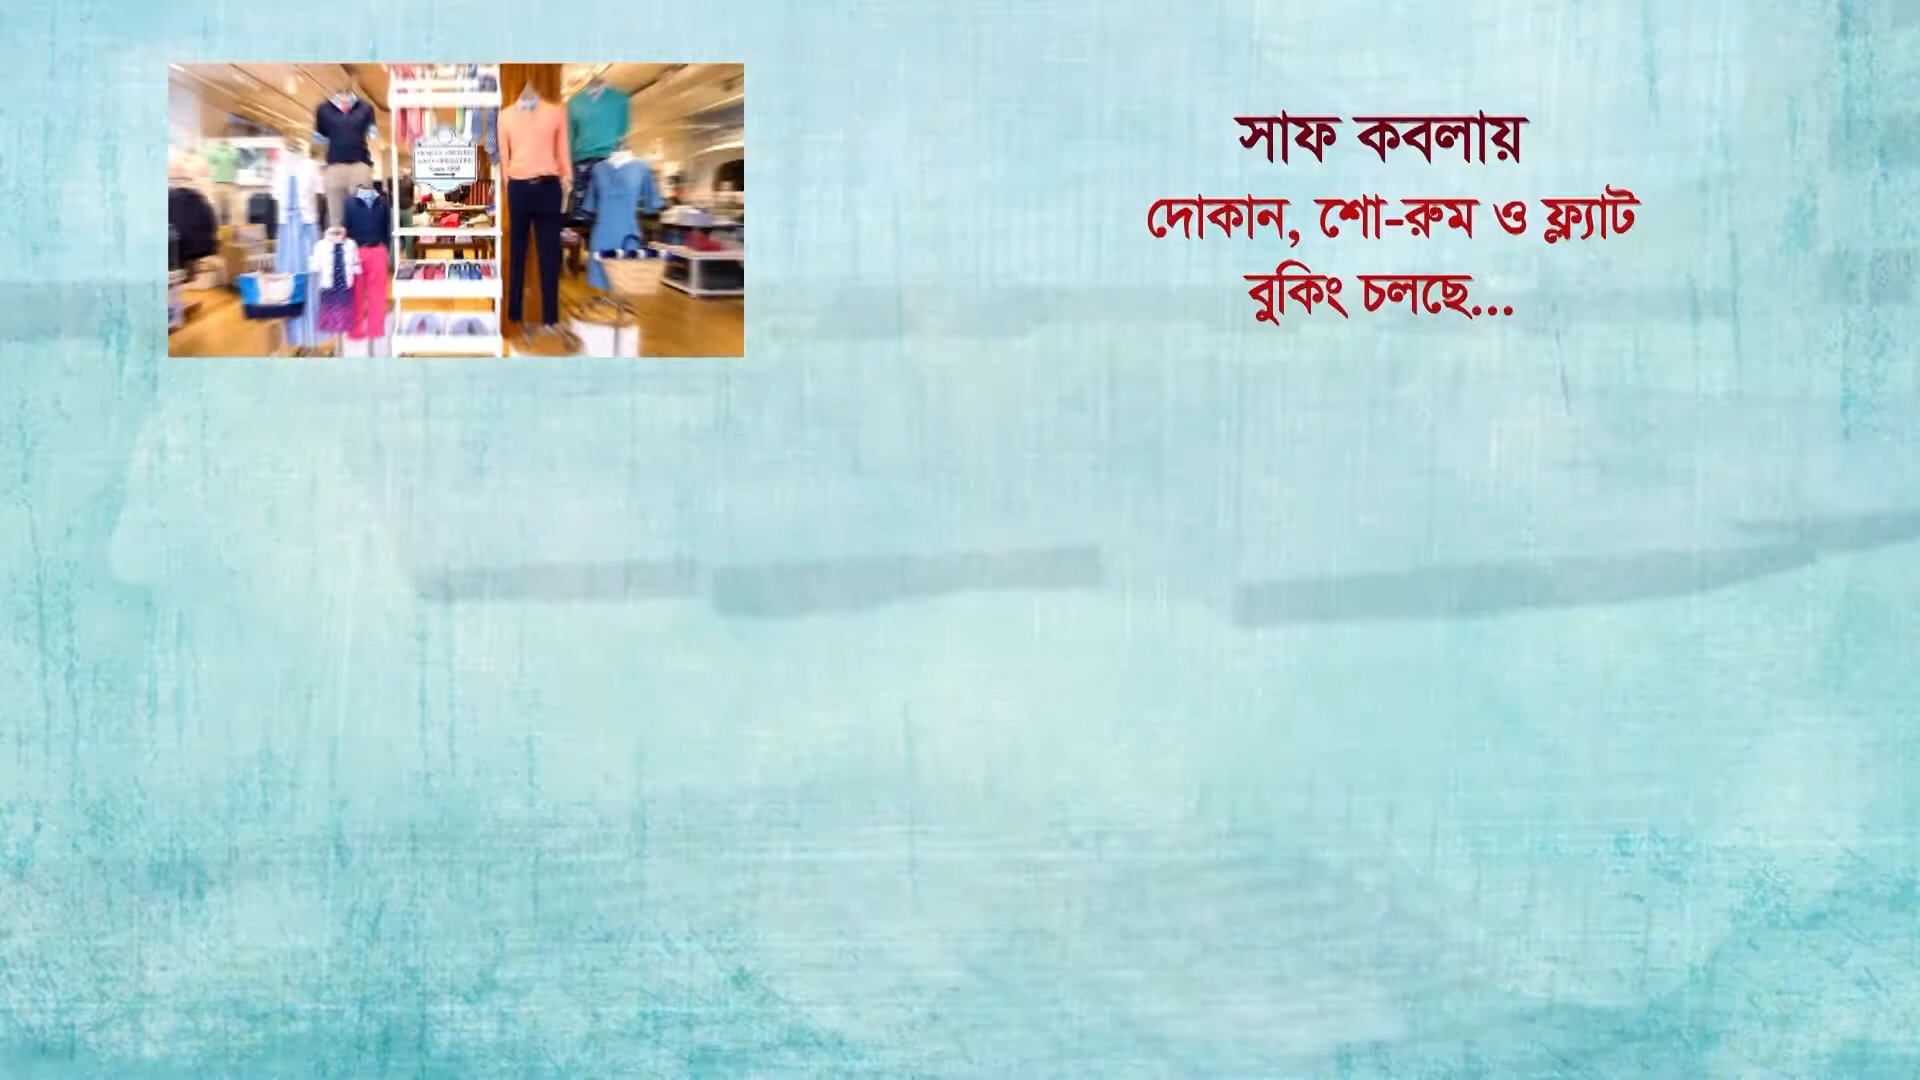 সাফ কবলায়
দোকান, শো-রুম ও ফ্ল্যাট
বুকিং চলছে...